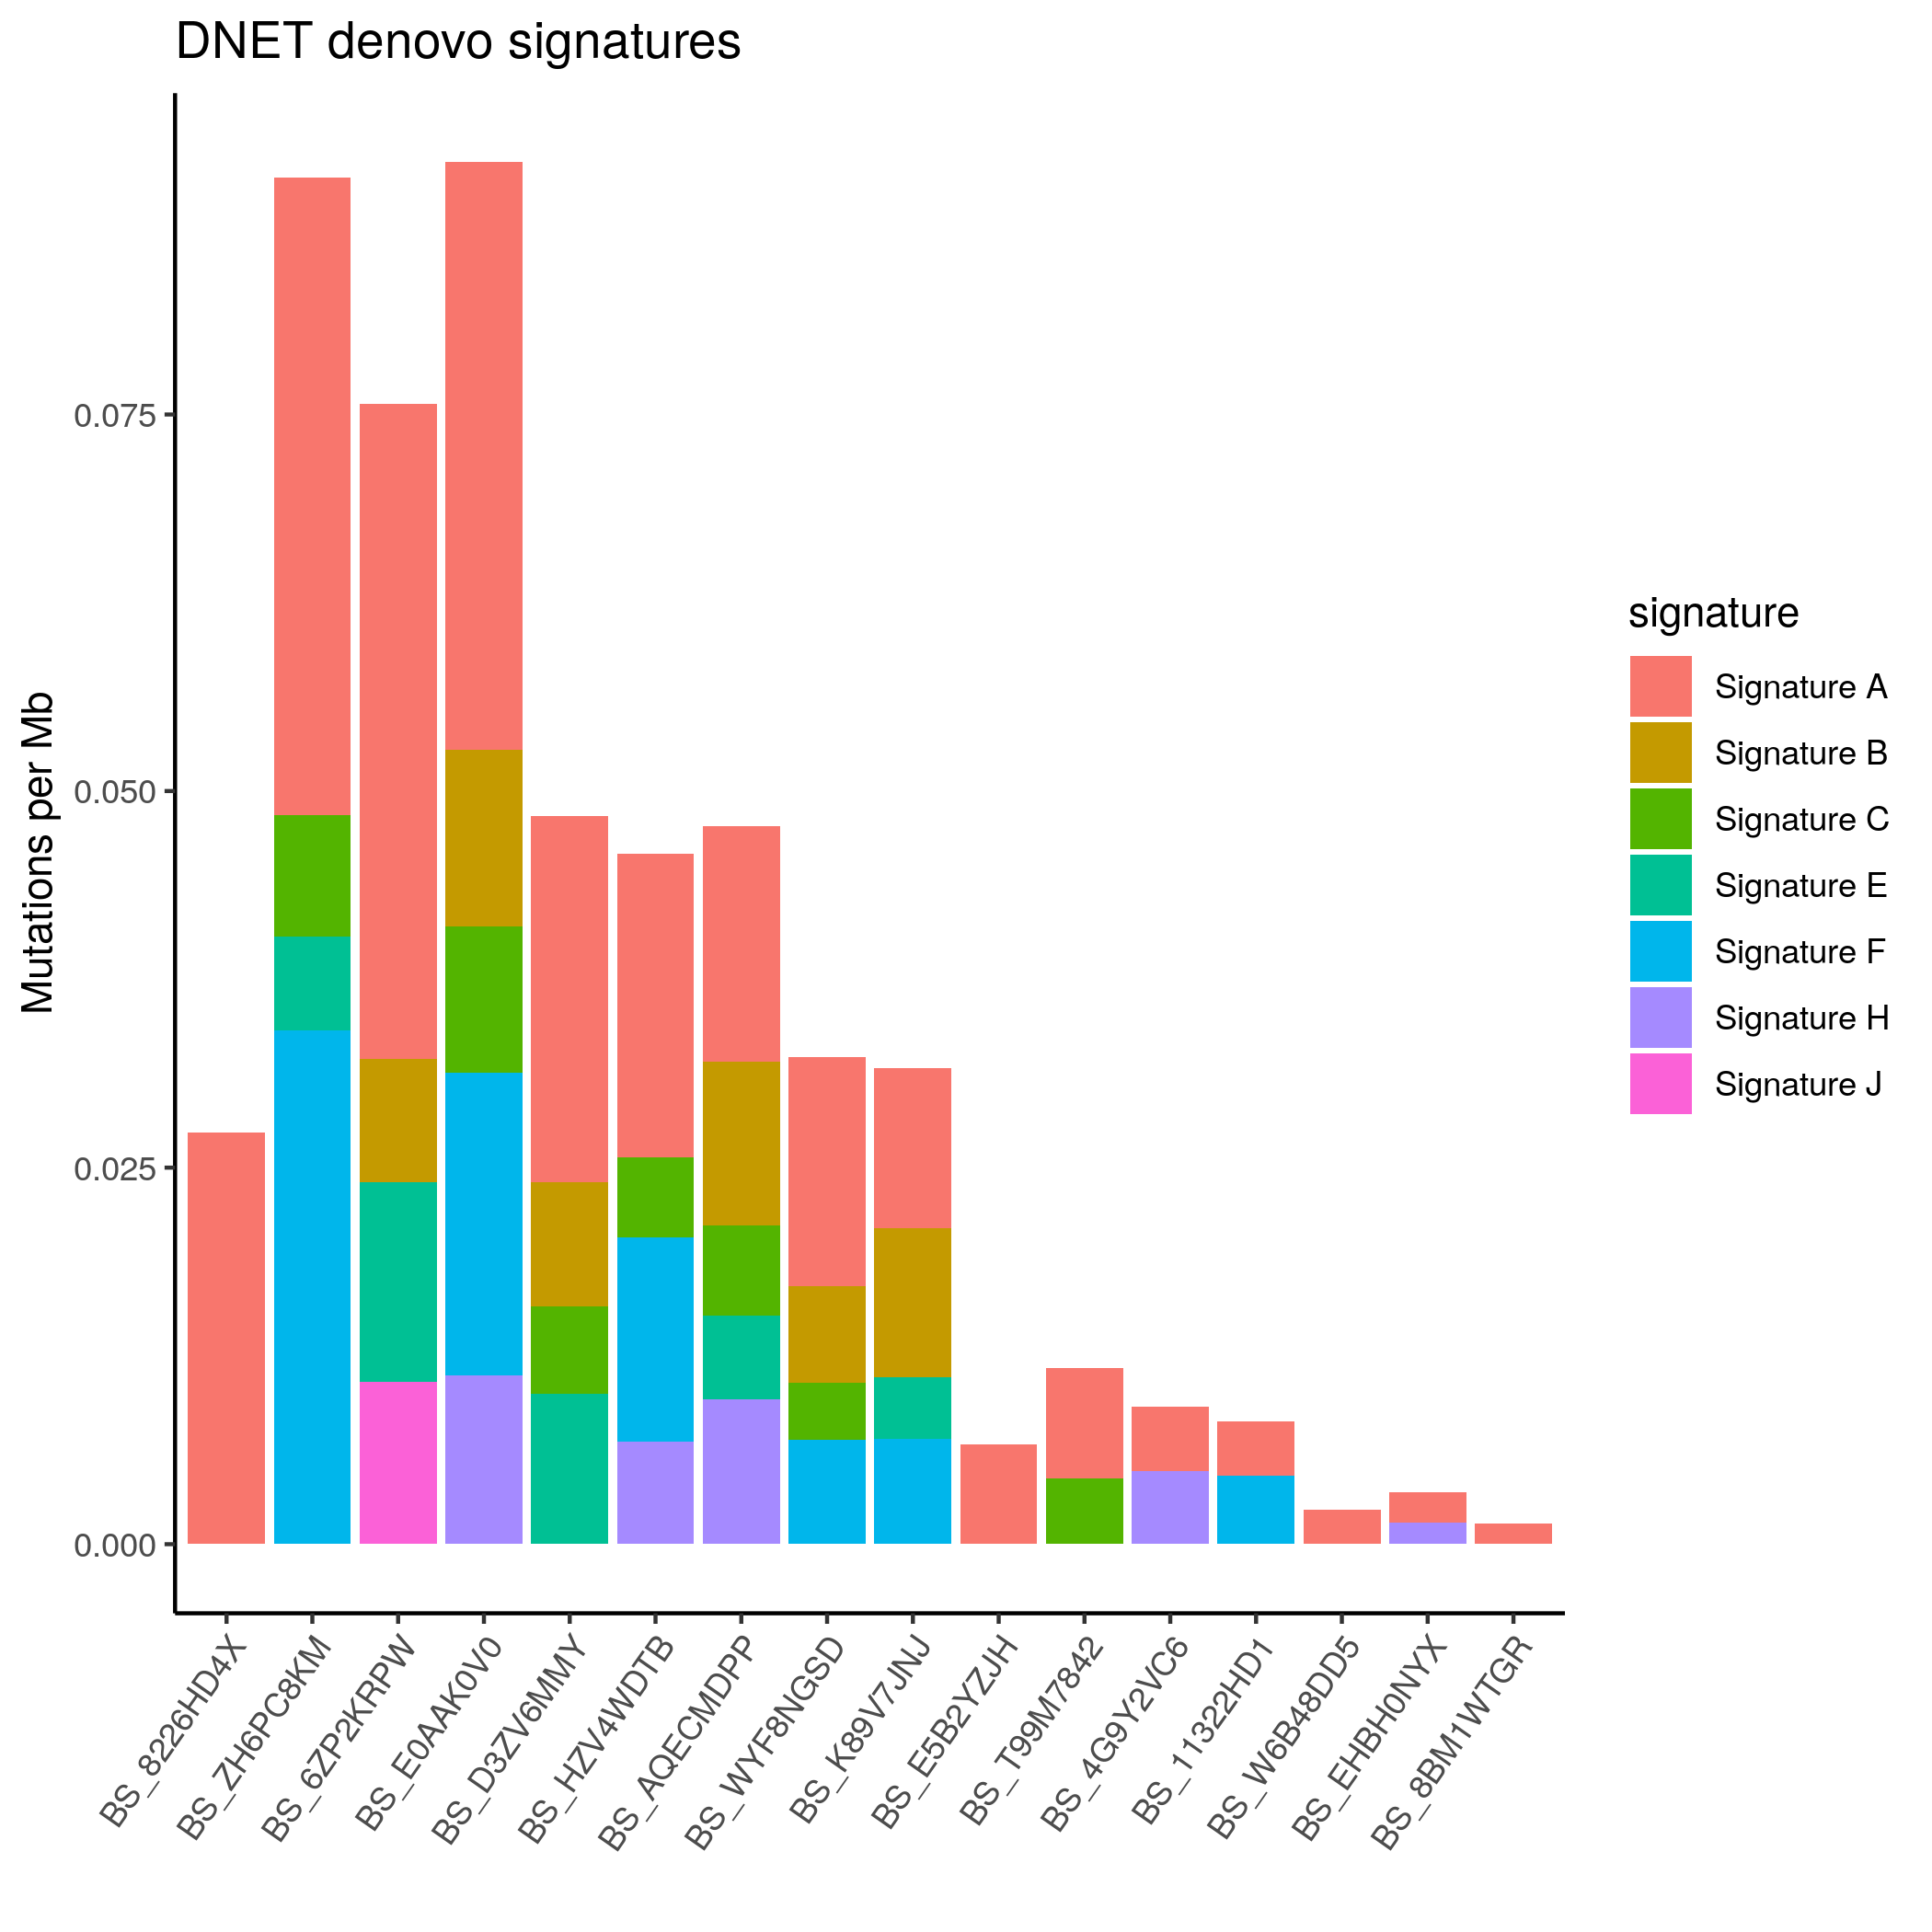 DNET denovo signatures
Mutations per Mb
0.075
0.050
0.025
0.000
BS_8226HD4X
BS_ZH6PC8KM
BS_6ZP2KRPW
BS_E0AAK0V0
BS_D3ZV6MMY
BS_HZV4WDTB
BS_AQECMDPP
BS_WYF8NGSD
BS_K89V7JNJ
BS_E5B2YZJH
BS_T99M7842
BS_4G9Y2VC6
BS_11322HD1
BS_W6B48DD5
BS_EHBH0NYX
BS_8BM1WTGR
signature
Signature A
Signature B
Signature C
Signature E
Signature F
Signature H
Signature J